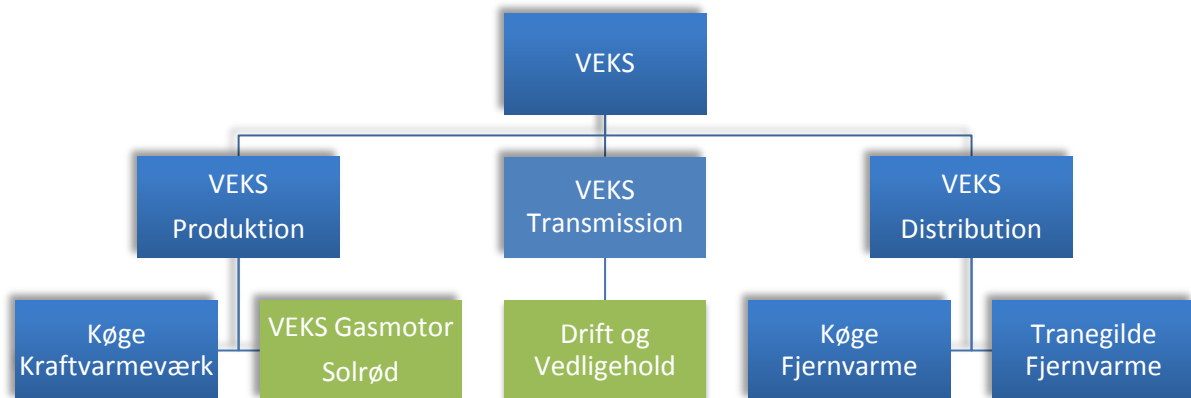 VEKS
VEKS
Produktion
VEKS
Transmission
VEKS
Distribution
Køge
Kraftvarmeværk
VEKS Gasmotor
Solrød
Drift og
Vedligehold
Køge
Fjernvarme
Tranegilde
Fjernvarme